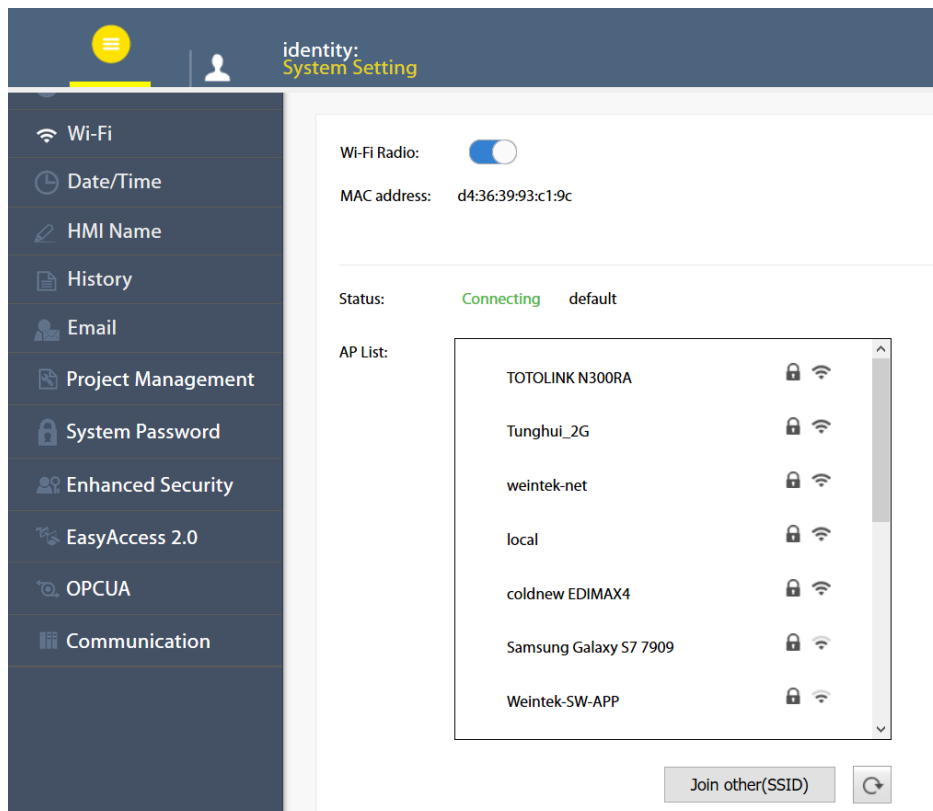 identity:
System Setting
Wi-Fi
Date/Time
HMI Name
History
Email
Project Management
System Password
Enhanced Security
EasyAccess 2.0
OPCUA
Communication
Wi-Fi Radio:
MAC address: d4:36:39:93:c1:9c
Status: Connecting default
AP List:
TOTOLINK N300RA
Tunghui_2G
weintek-net
local
coldnew EDIMAX4
Samsung Galaxy S7 7909
Weintek-SW-APP
Join other(SSID)